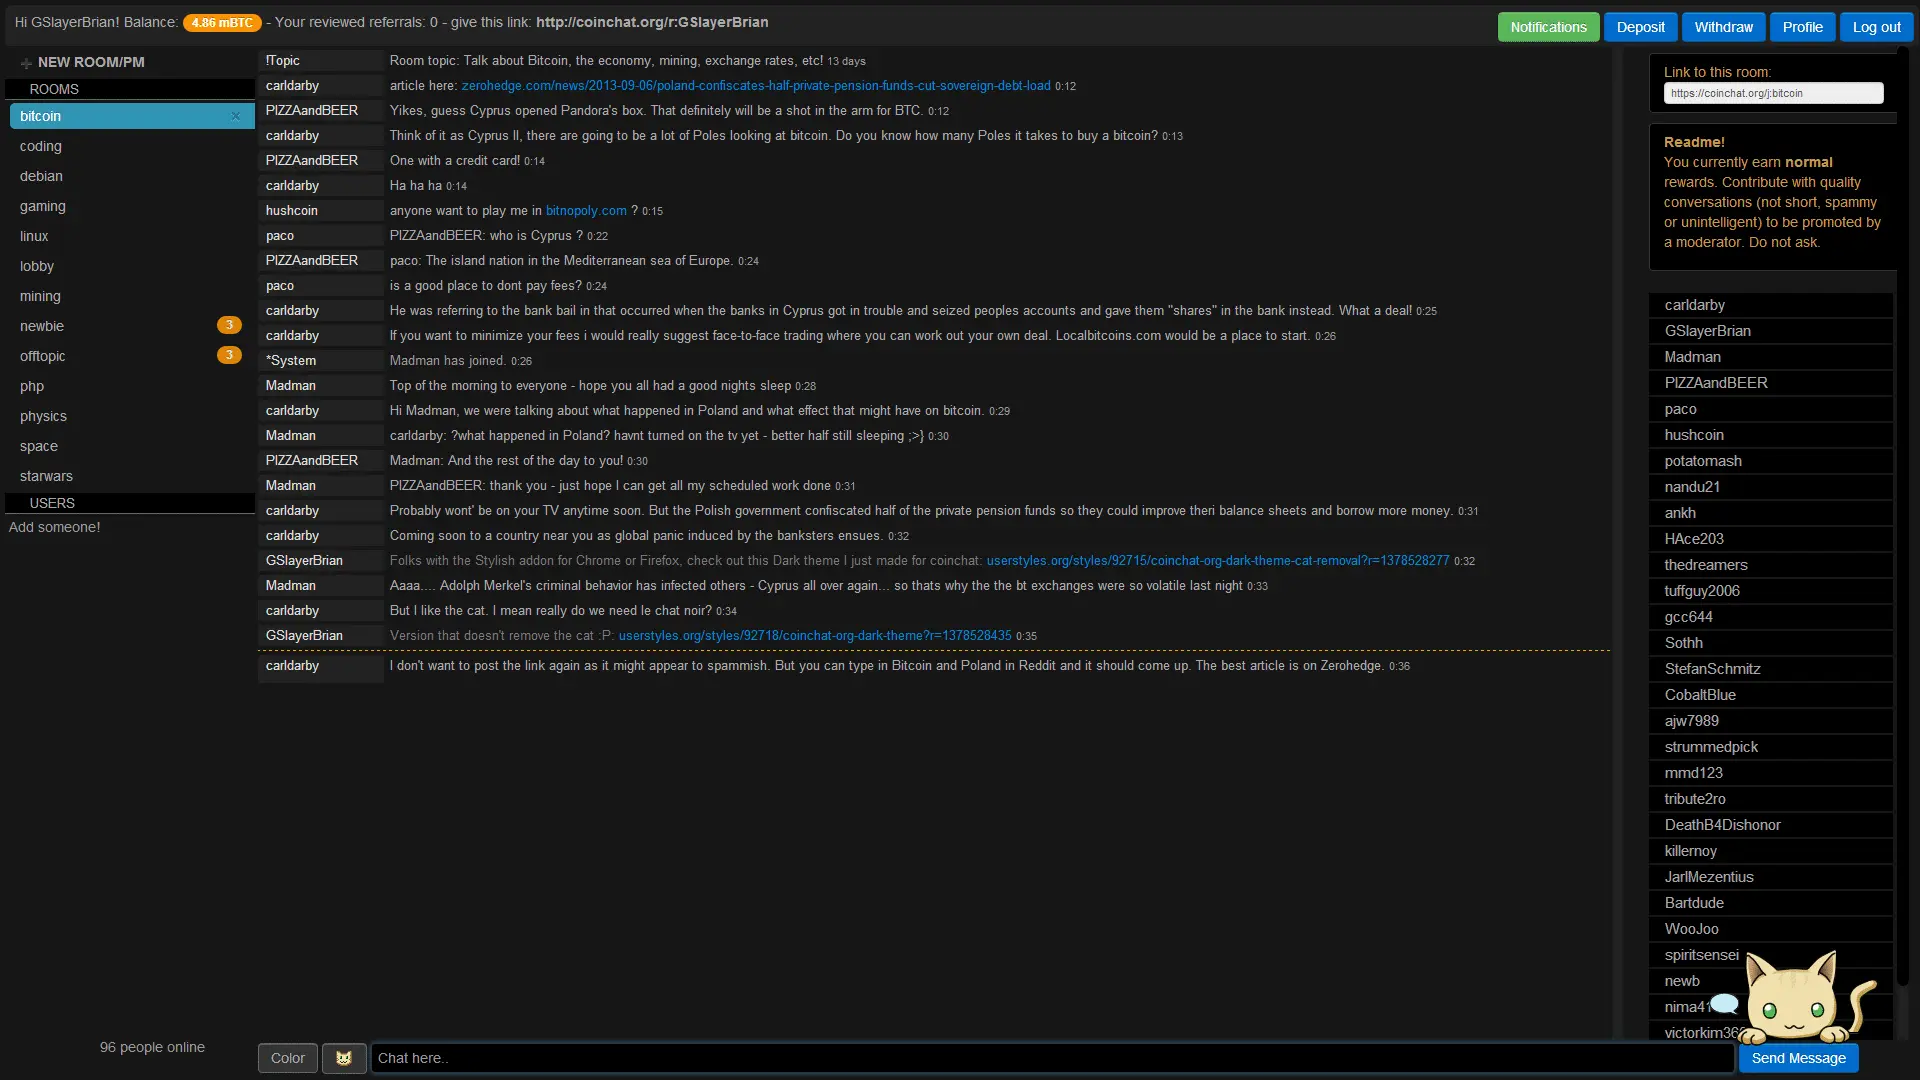 Hi GSlayerBrian! Balance: 4.86 mBTC - Your reviewed referrals: 0 - give this link: http://coinchat.org/r:GSlayerBrian
Notifications
Deposit
Withdraw
Profile
Log out
NEW ROOM/PM
ROOMS
bitcoin ×
coding
debian
gaming
linux
lobby
mining
newbie 3
offtopic 3
php
physics
space
starwars
USERS
Add someone!
96 people online
!Topic Room topic: Talk about Bitcoin, the economy, mining, exchange rates, etc! 13 days
carldarby article here: zerohedge.com/news/2013-09-06/poland-confiscates-half-private-pension-funds-cut-sovereign-debt-load 0:12
PIZZAandBEER Yikes, guess Cyprus opened Pandora's box. That definitely will be a shot in the arm for BTC. 0:12
carldarby Think of it as Cyprus II, there are going to be a lot of Poles looking at bitcoin. Do you know how many Poles it takes to buy a bitcoin? 0:13
PIZZAandBEER One with a credit card! 0:14
carldarby Ha ha ha 0:14
hushcoin anyone want to play me in bitnopoly.com ? 0:15
paco PIZZAandBEER: who is Cyprus ? 0:22
PIZZAandBEER paco: The island nation in the Mediterranean sea of Europe. 0:24
paco is a good place to dont pay fees? 0:24
carldarby He was referring to the bank bail in that occurred when the banks in Cyprus got in trouble and seized peoples accounts and gave them "shares" in the bank instead. What a deal! 0:25
carldarby If you want to minimize your fees i would really suggest face-to-face trading where you can work out your own deal. Localbitcoins.com would be a place to start. 0:26
*System Madman has joined. 0:26
Madman Top of the morning to everyone - hope you all had a good nights sleep 0:28
carldarby Hi Madman, we were talking about what happened in Poland and what effect that might have on bitcoin. 0:29
Madman carldarby: ?what happened in Poland? havnt turned on the tv yet - better half still sleeping ;>} 0:30
PIZZAandBEER Madman: And the rest of the day to you! 0:30
Madman PIZZAandBEER: thank you - just hope I can get all my scheduled work done 0:31
carldarby Probably wont' be on your TV anytime soon. But the Polish government confiscated half of the private pension funds so they could improve theri balance sheets and borrow more money. 0:31
carldarby Coming soon to a country near you as global panic induced by the banksters ensues. 0:32
GSlayerBrian Folks with the Stylish addon for Chrome or Firefox, check out this Dark theme I just made for coinchat: userstyles.org/styles/92715/coinchat-org-dark-theme-cat-removal?r=1378528277 0:32
Madman Aaaa.... Adolph Merkel's criminal behavior has infected others - Cyprus all over again... so thats why the the bt exchanges were so volatile last night 0:33
carldarby But I like the cat. I mean really do we need le chat noir? 0:34
GSlayerBrian Version that doesn't remove the cat :P: userstyles.org/styles/92718/coinchat-org-dark-theme?r=1378528435 0:35
carldarby I don't want to post the link again as it might appear to spammish. But you can type in Bitcoin and Poland in Reddit and it should come up. The best article is on Zerohedge. 0:36
Color
Chat here..
Send Message
Link to this room:
https://coinchat.org/j:bitcoin
Readme!
You currently earn normal
rewards. Contribute with quality
conversations (not short, spammy
or unintelligent) to be promoted by
a moderator. Do not ask.
carldarby
GSlayerBrian
Madman
PIZZAandBEER
paco
hushcoin
potatomash
nandu21
ankh
HAce203
thedreamers
tuffguy2006
gcc644
Sothh
StefanSchmitz
CobaltBlue
ajw7989
strummedpick
mmd123
tribute2ro
DeathB4Dishonor
killernoy
JarlMezentius
Bartdude
WooJoo
spiritsensei
newb